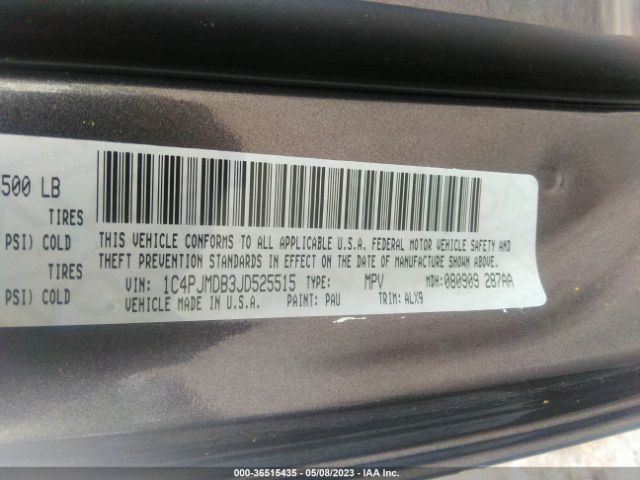 500 LB
TIRES
PSI) COLD
TIRES
PSI) COLD
THIS VEHICLE CONFORMS TO ALL APPLICABLE U.S.A. FEDERAL MOTOR VEHICLE SAFETY AND
THEFT PREVENTION STANDARDS IN EFFECT ON THE DATE OF MANUFACTURE SHOWN ABOVE.
VIN: 1C4PJMDB3JD525515 TYPE: MPV MDH: 080909 287AA
VEHICLE MADE IN U.S.A. PAINT: PAU TRIM: ALX9
000-36515435 - 05/08/2023 - IAA Inc.